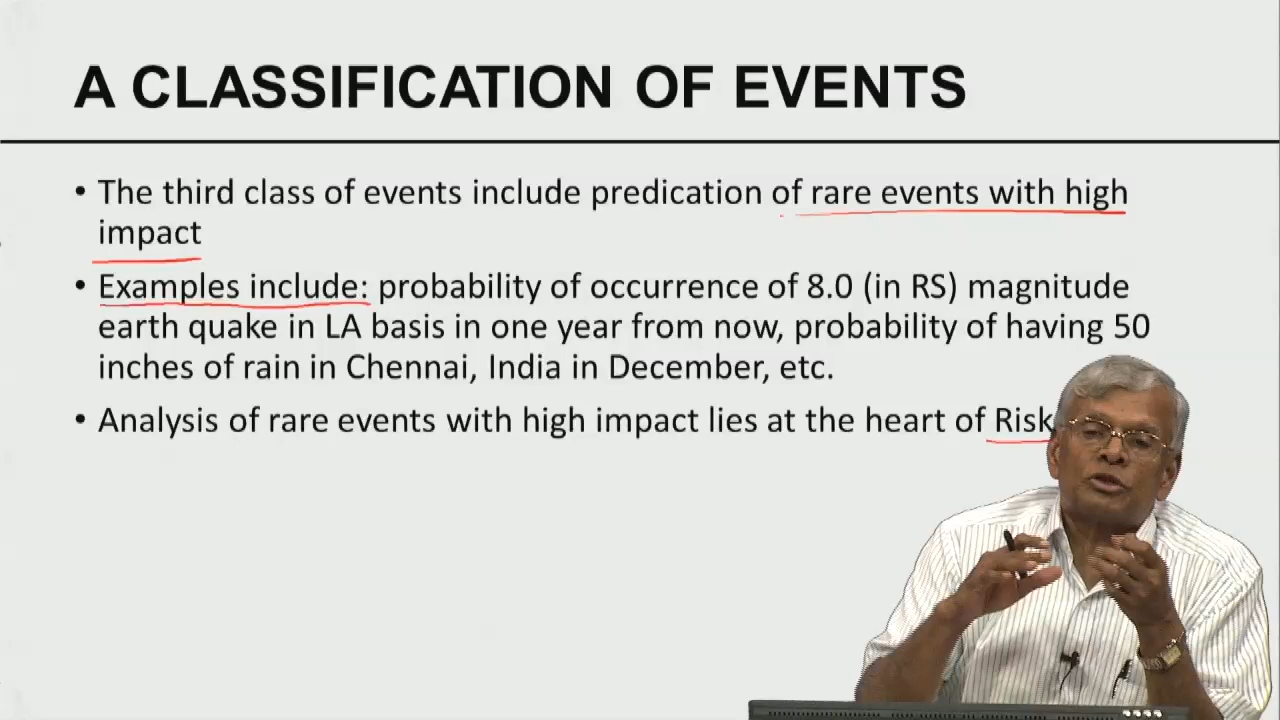 A CLASSIFICATION OF EVENTS
• The third class of events include predication of rare events with high
impact
• Examples include: probability of occurrence of 8.0 (in RS) magnitude
earth quake in LA basis in one year from now, probability of having 50
inches of rain in Chennai, India in December, etc.
• Analysis of rare events with high impact lies at the heart of Risk